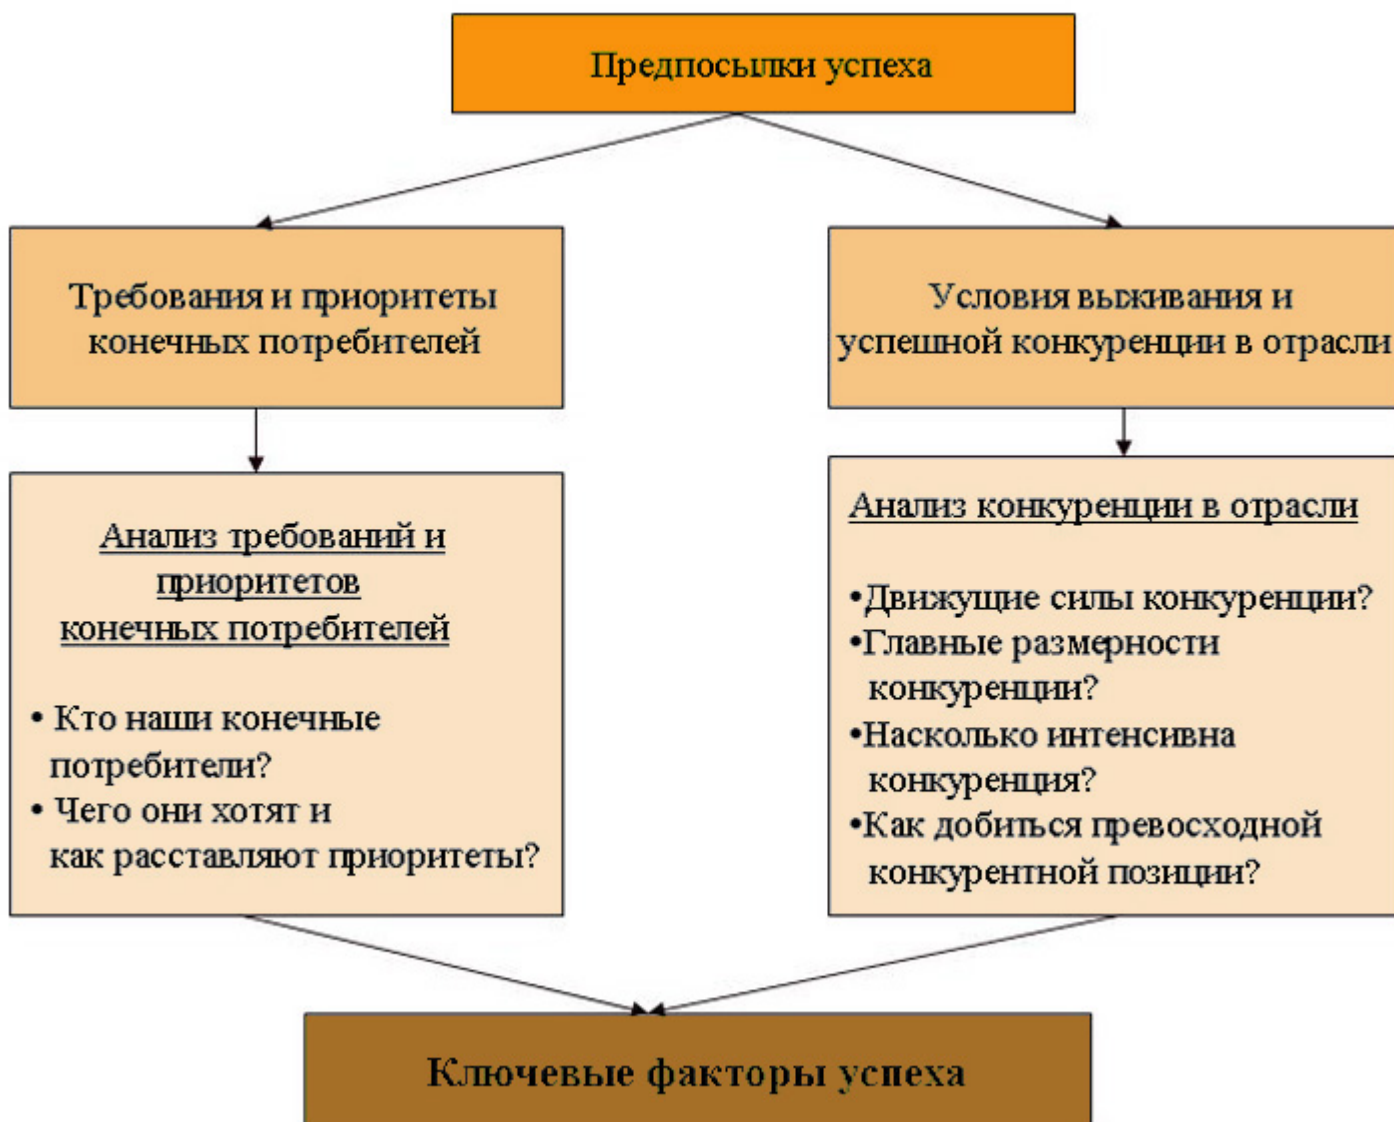 Предпосылки успеха
Требования и приоритеты
конечных потребителей
Условия выживания и
успешной конкуренции в отрасли
Анализ требований и
приоритетов
конечных потребителей
• Кто наши конечные
потребители?
• Чего они хотят и
как расставляют приоритеты?
Анализ конкуренции в отрасли
•Движущие силы конкуренции?
•Главные размерности
конкуренции?
•Насколько интенсивна
конкуренция?
•Как добиться превосходной
конкурентной позиции?
Ключевые факторы успеха